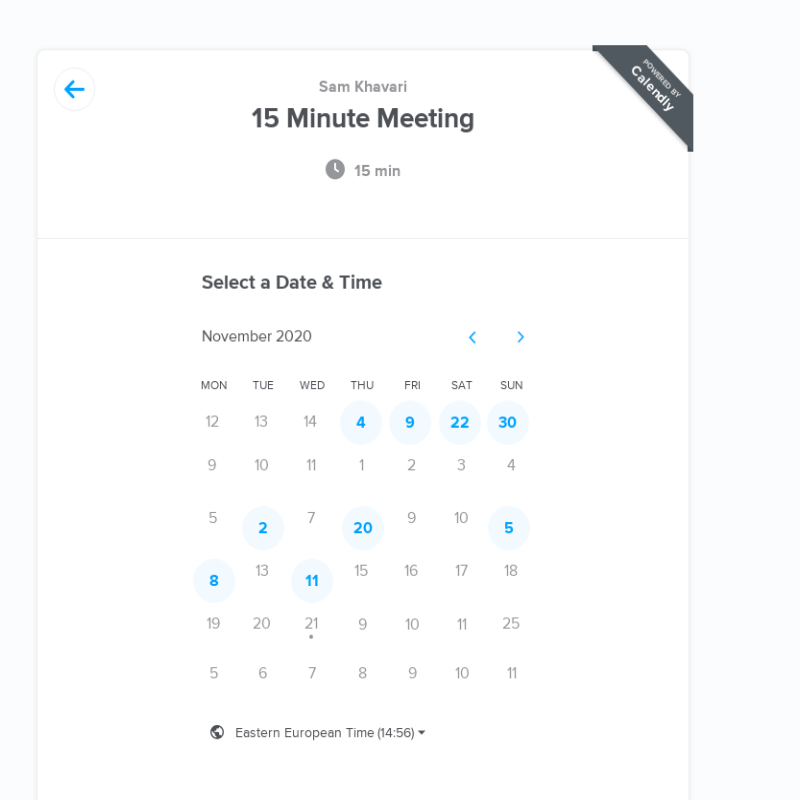 Sam Khavari
15 Minute Meeting
15 min
POWERED BY
Calendly
Select a Date & Time
November 2020
MON TUE WED THU FRI SAT SUN
12 13 14 4 9 22 30
9 10 11 1 2 3 4
5 2 7 20 9 10 5
8 13 11 15 16 17 18
19 20 21 9 10 11 25
5 6 7 8 9 10 11
Eastern European Time (14:56)